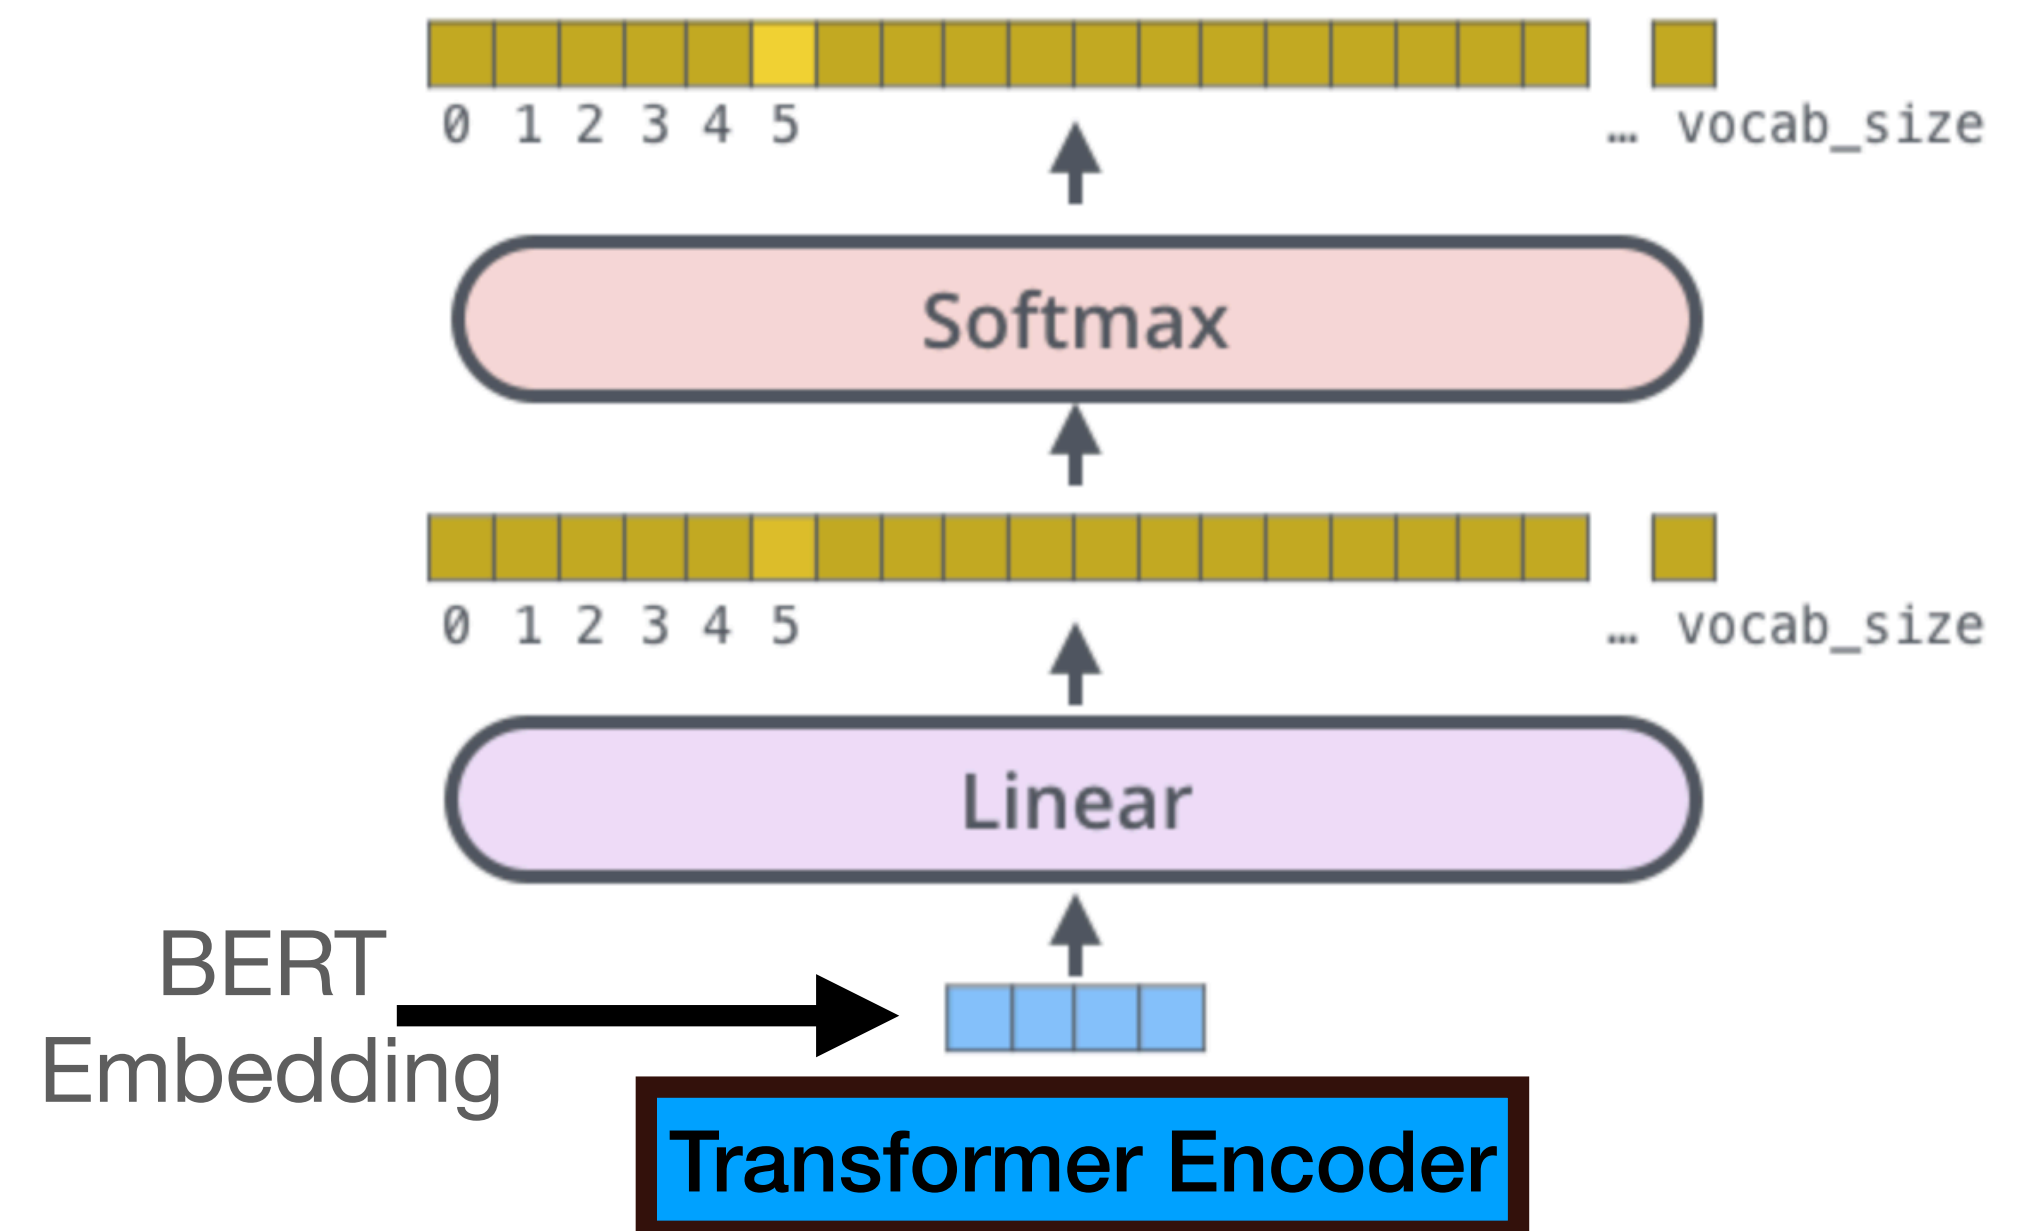 0 1 2 3 4 5 … vocab_size
Softmax
0 1 2 3 4 5 … vocab_size
Linear
BERT
Embedding
Transformer Encoder